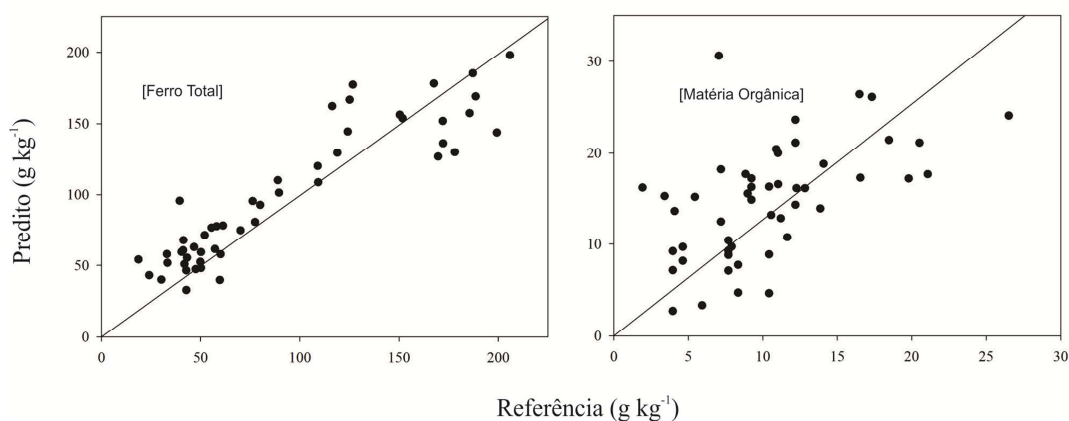 [Ferro Total]
200
150
100
50
0
0 50 100 150 200
[Matéria Orgânica]
30
20
10
0
0 5 10 15 20 25 30
Predito (g kg⁻¹)
Referência (g kg⁻¹)